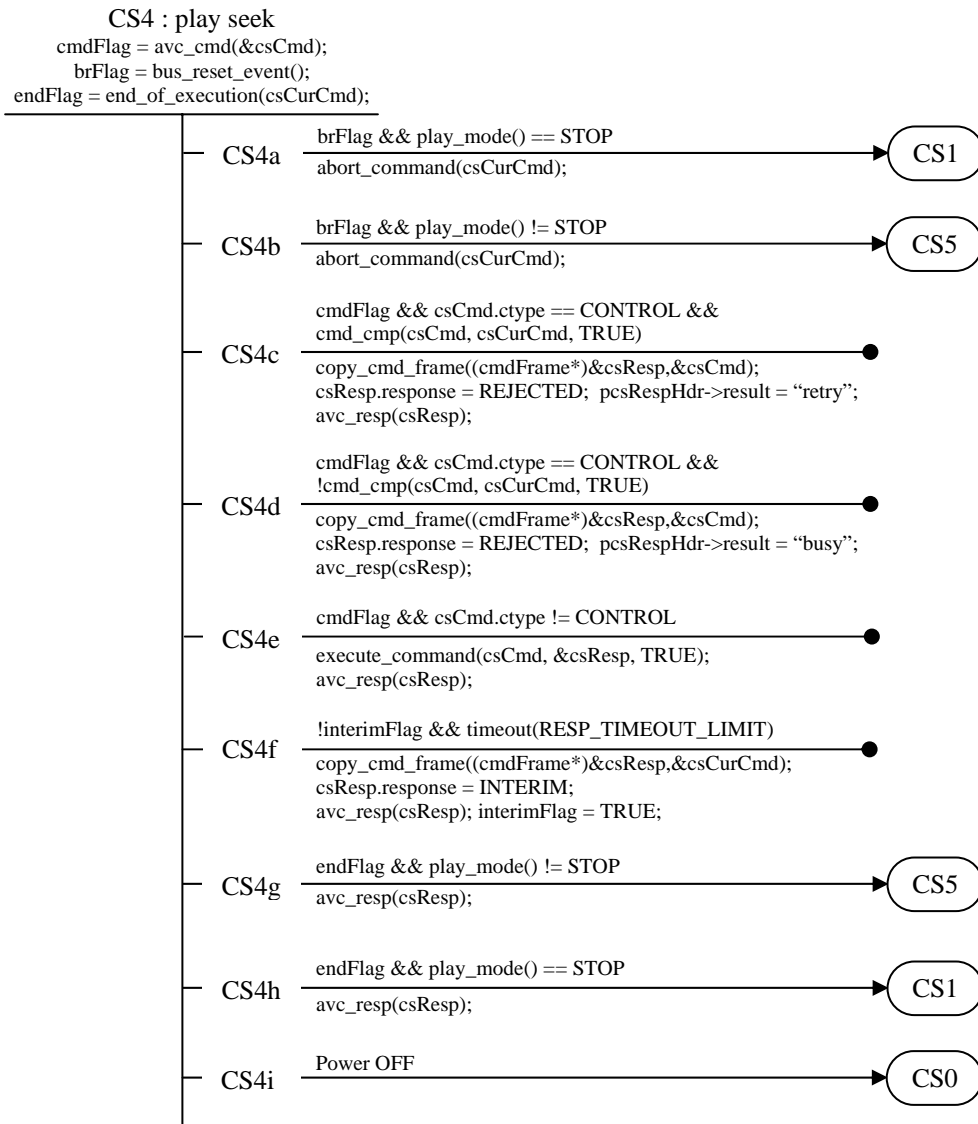 CS4 : play seek
cmdFlag = avc_cmd(&csCmd);
brFlag = bus_reset_event();
endFlag = end_of_execution(csCurCmd);
CS4a
brFlag && play_mode() == STOP
abort_command(csCurCmd);
CS1
CS4b
brFlag && play_mode() != STOP
abort_command(csCurCmd);
CS5
CS4c
cmdFlag && csCmd.ctype == CONTROL &&
cmd_cmp(csCmd, csCurCmd, TRUE)
copy_cmd_frame((cmdFrame*)&csResp,&csCmd);
csResp.response = REJECTED;  pcsRespHdr->result = “retry”;
avc_resp(csResp);
CS4d
cmdFlag && csCmd.ctype == CONTROL &&
!cmd_cmp(csCmd, csCurCmd, TRUE)
copy_cmd_frame((cmdFrame*)&csResp,&csCmd);
csResp.response = REJECTED;  pcsRespHdr->result = “busy”;
avc_resp(csResp);
CS4e
cmdFlag && csCmd.ctype != CONTROL
execute_command(csCmd, &csResp, TRUE);
avc_resp(csResp);
CS4f
!interimFlag && timeout(RESP_TIMEOUT_LIMIT)
copy_cmd_frame((cmdFrame*)&csResp,&csCurCmd);
csResp.response = INTERIM;
avc_resp(csResp); interimFlag = TRUE;
CS4g
endFlag && play_mode() != STOP
avc_resp(csResp);
CS5
CS4h
endFlag && play_mode() == STOP
avc_resp(csResp);
CS1
CS4i
Power OFF
CS0